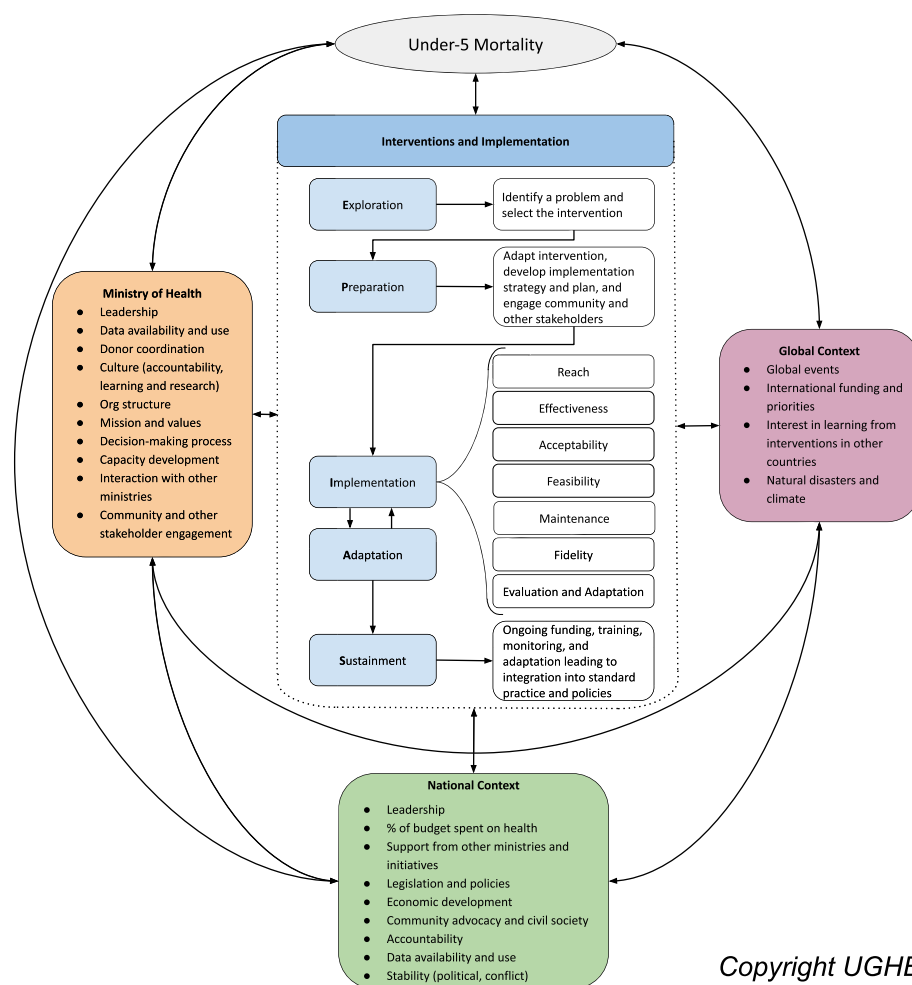 Under-5 Mortality
Interventions and Implementation
Exploration
Identify a problem and
select the intervention
Preparation
Adapt intervention,
develop implementation
strategy and plan, and
engage community and
other stakeholders
Reach
Effectiveness
Acceptability
Feasibility
Maintenance
Fidelity
Evaluation and Adaptation
Implementation
Adaptation
Sustainment
Ongoing funding, training,
monitoring, and
adaptation leading to
integration into standard
practice and policies
Ministry of Health
● Leadership
● Data availability and use
● Donor coordination
● Culture (accountability,
learning and research)
● Org structure
● Mission and values
● Decision-making process
● Capacity development
● Interaction with other
ministries
● Community and other
stakeholder engagement
Global Context
● Global events
● International funding and
priorities
● Interest in learning from
interventions in other
countries
● Natural disasters and
climate
National Context
● Leadership
● % of budget spent on health
● Support from other ministries and
initiatives
● Legislation and policies
● Economic development
● Community advocacy and civil society
● Accountability
● Data availability and use
● Stability (political, conflict)
Copyright UGHE